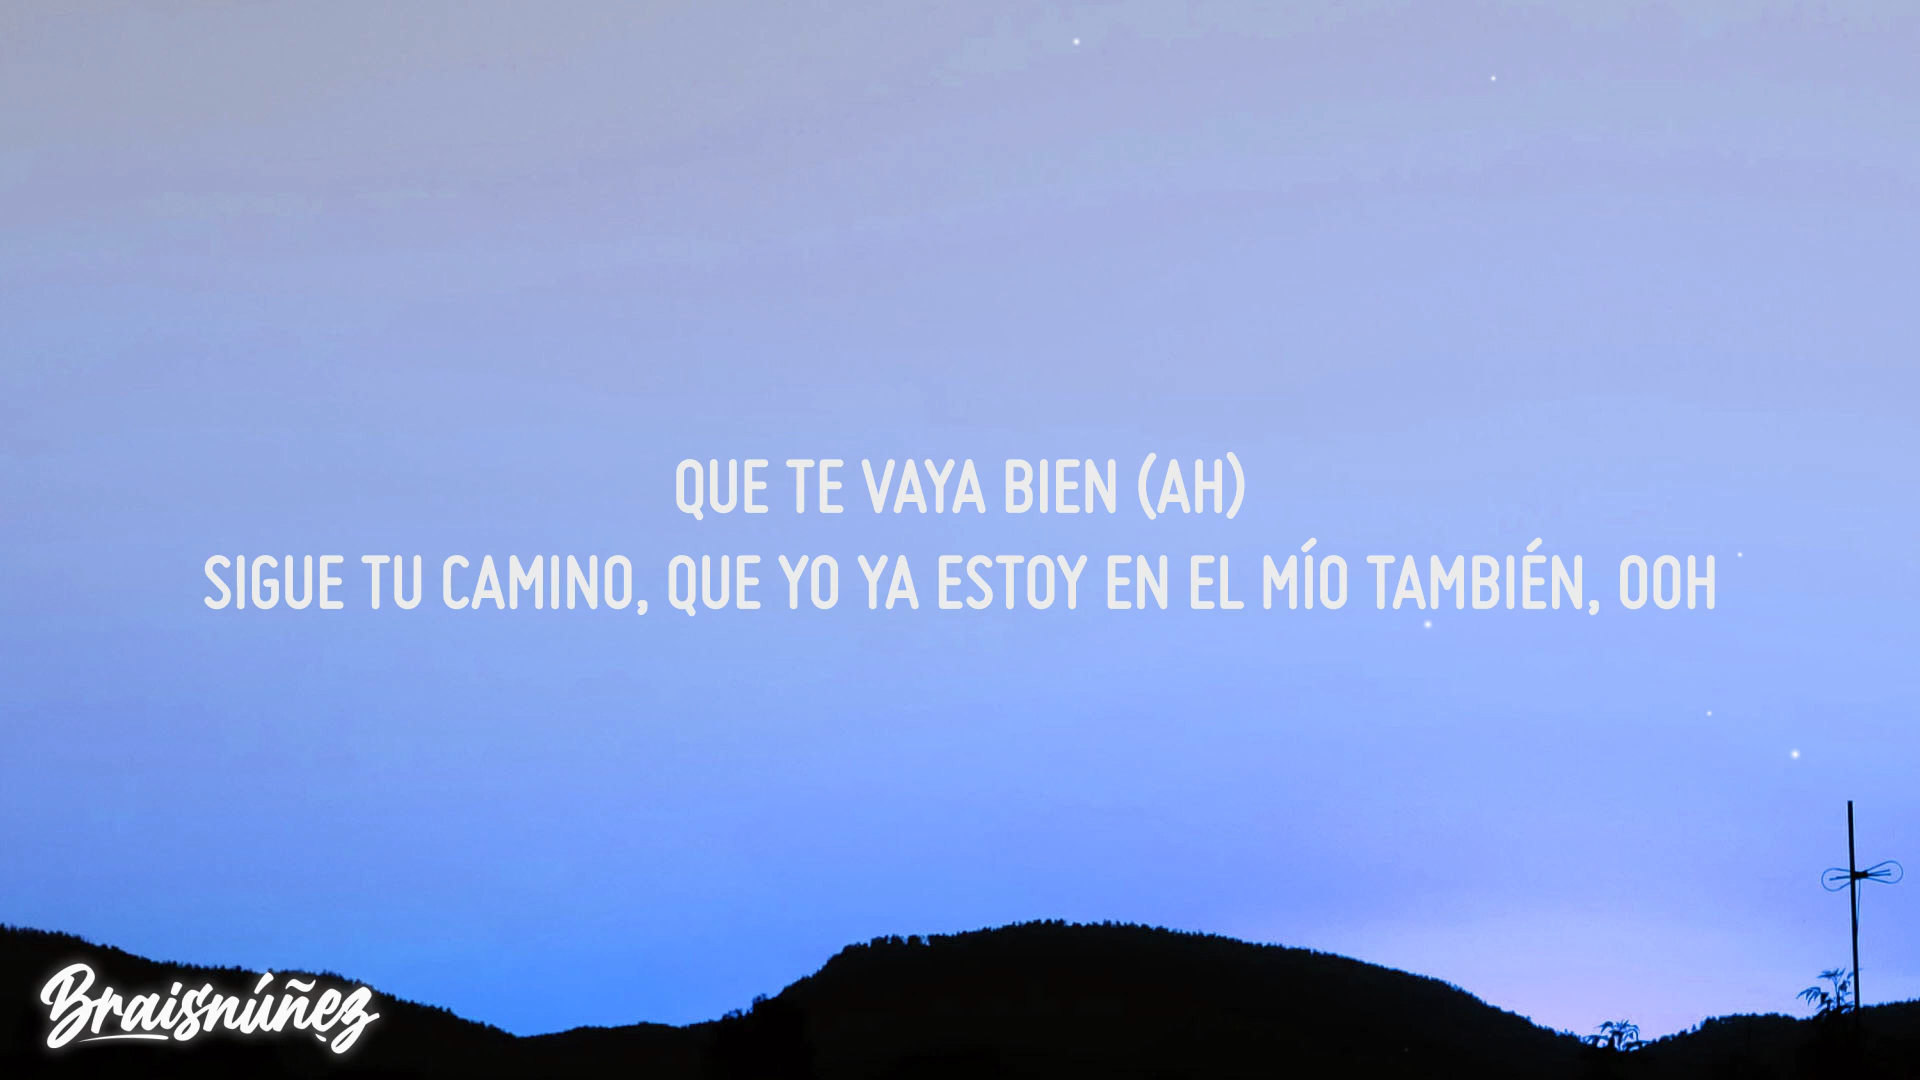 QUE TE VAYA BIEN (AH)
SIGUE TU CAMINO, QUE YO YA ESTOY EN EL MÍO TAMBIÉN, OOH
Braisnúñez